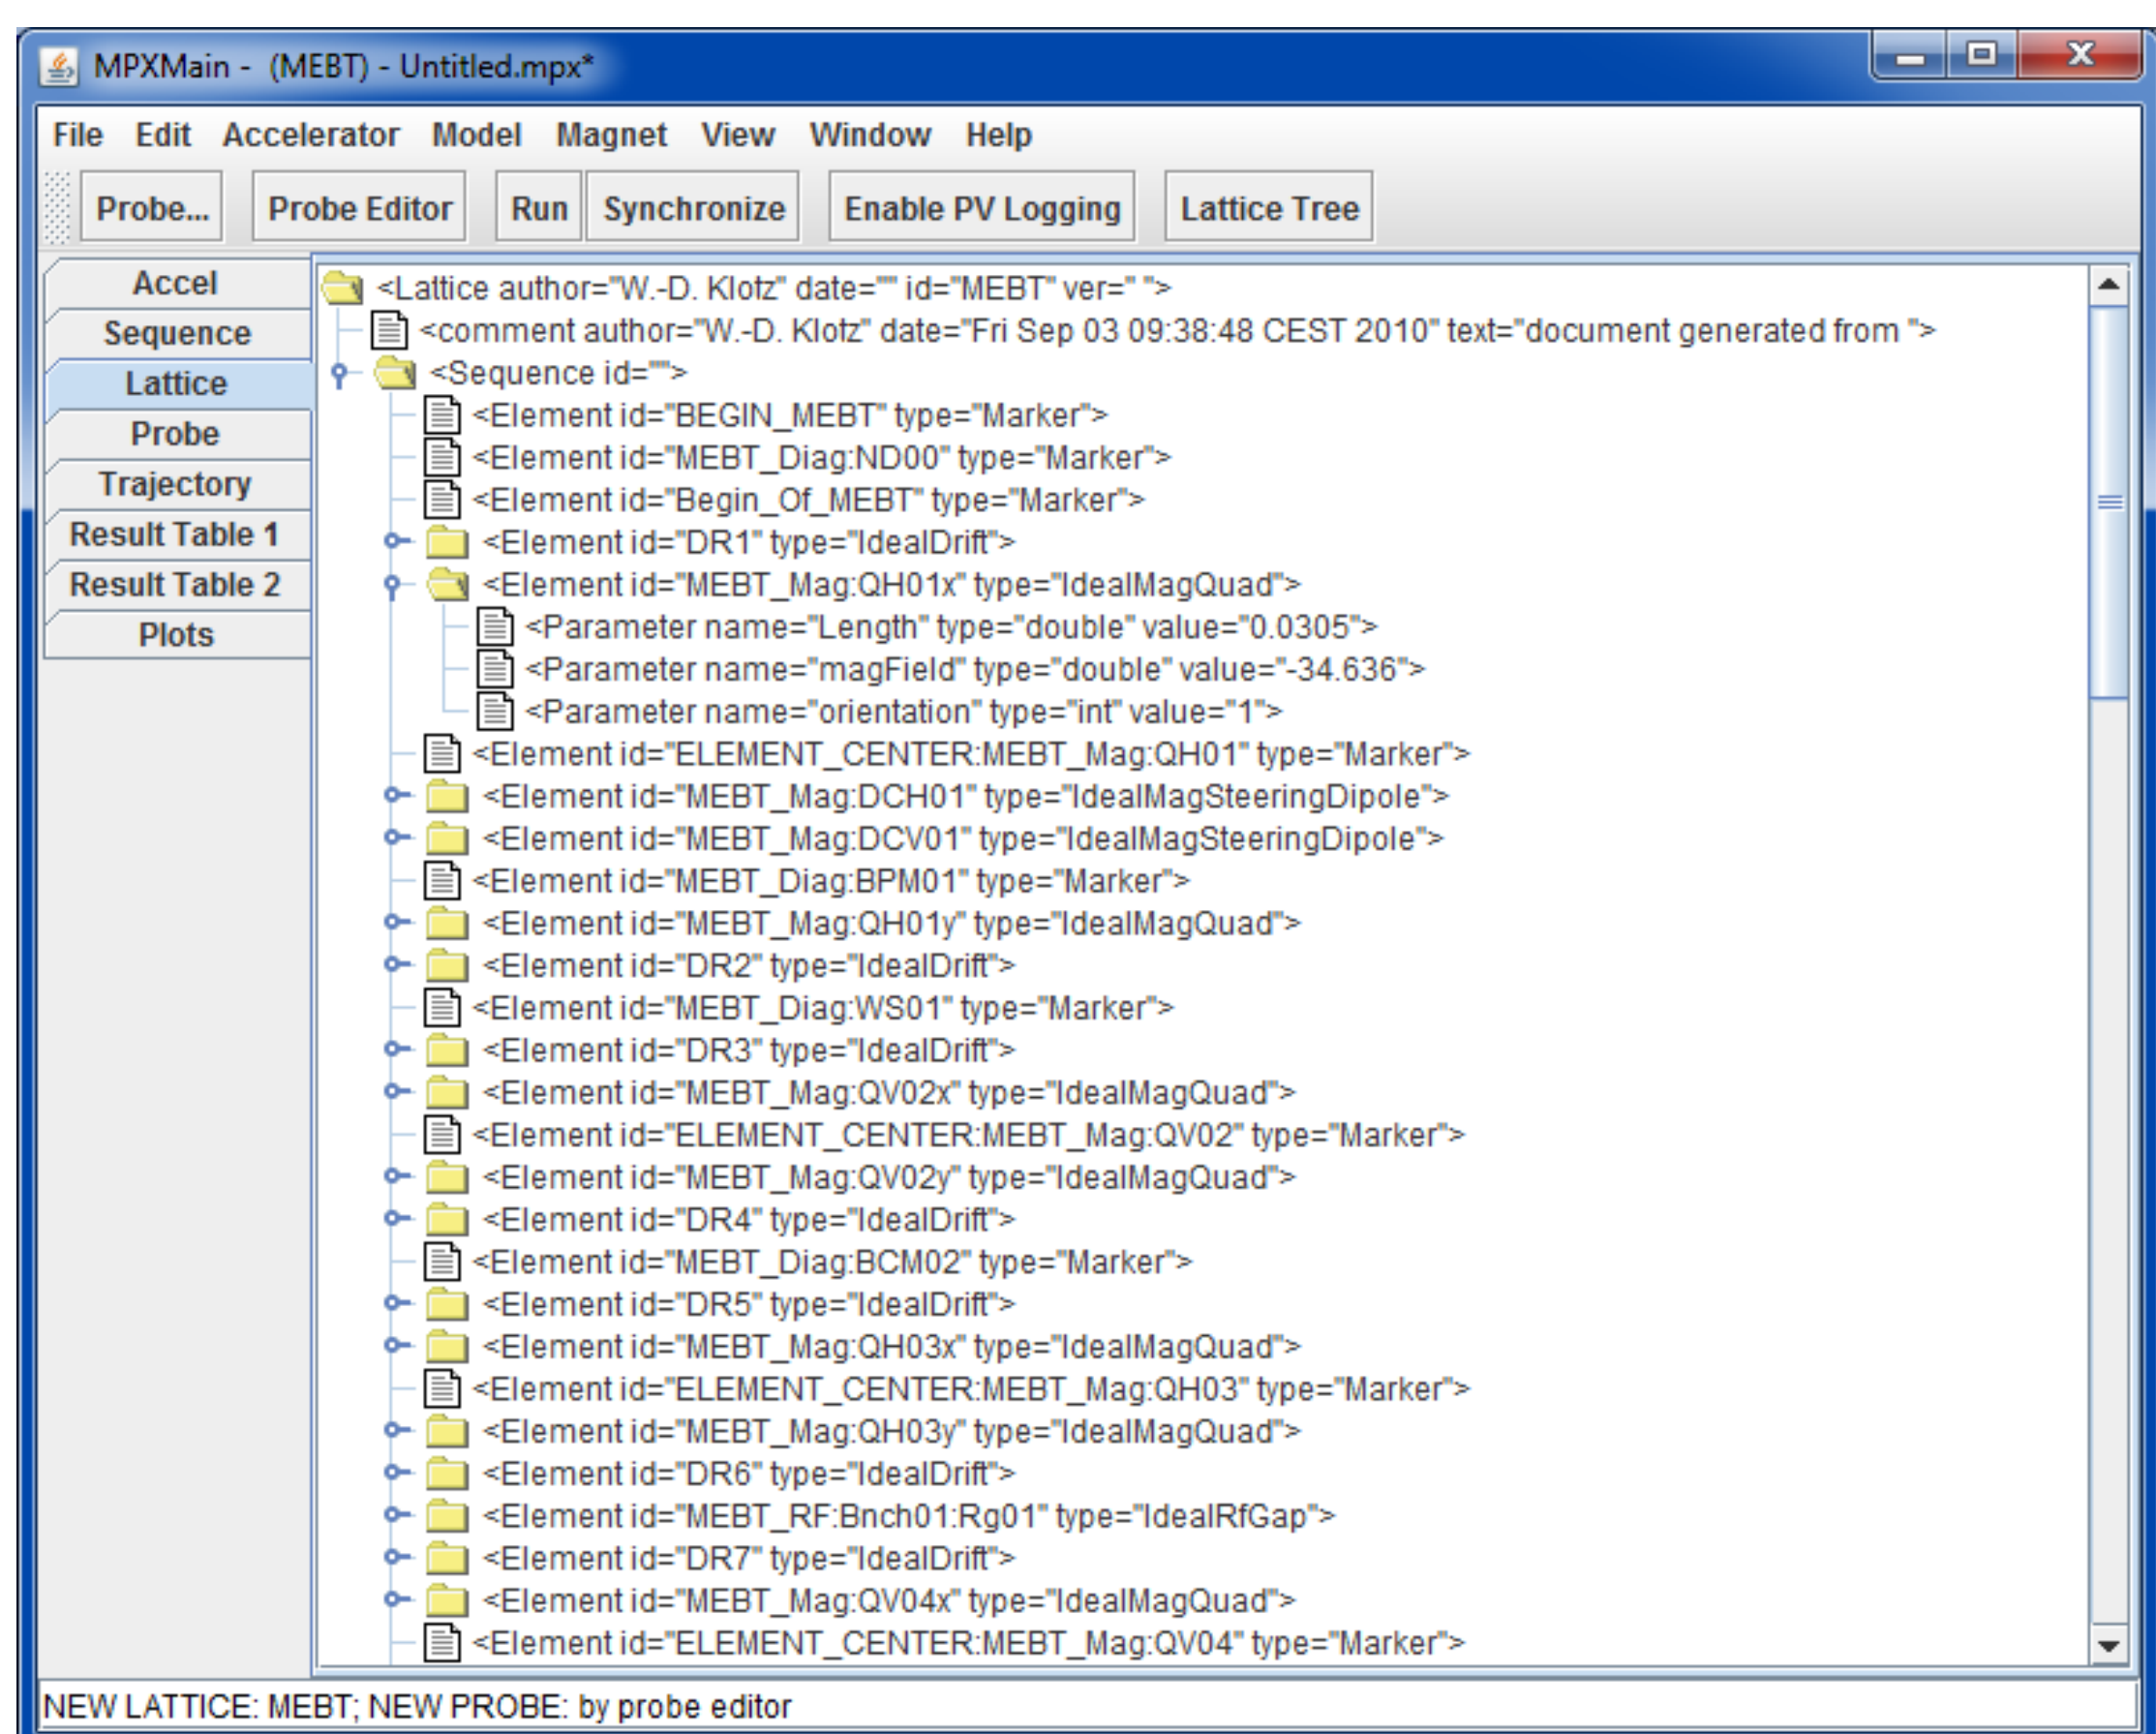 MPXMain - (MEBT) - Untitled.mpx*
File Edit Accelerator Model Magnet View Window Help
Probe... Probe Editor Run Synchronize Enable PV Logging Lattice Tree
Accel
Sequence
Lattice
Probe
Trajectory
Result Table 1
Result Table 2
Plots
<Lattice author="W.-D. Klotz" date="" id="MEBT" ver=" ">
<comment author="W.-D. Klotz" date="Fri Sep 03 09:38:48 CEST 2010" text="document generated from ">
<Sequence id="">
<Element id="BEGIN_MEBT" type="Marker">
<Element id="MEBT_Diag:ND00" type="Marker">
<Element id="Begin_Of_MEBT" type="Marker">
<Element id="DR1" type="IdealDrift">
<Element id="MEBT_Mag:QH01x" type="IdealMagQuad">
<Parameter name="Length" type="double" value="0.0305">
<Parameter name="magField" type="double" value="-34.636">
<Parameter name="orientation" type="int" value="1">
<Element id="ELEMENT_CENTER:MEBT_Mag:QH01" type="Marker">
<Element id="MEBT_Mag:DCH01" type="IdealMagSteeringDipole">
<Element id="MEBT_Mag:DCV01" type="IdealMagSteeringDipole">
<Element id="MEBT_Diag:BPM01" type="Marker">
<Element id="MEBT_Mag:QH01y" type="IdealMagQuad">
<Element id="DR2" type="IdealDrift">
<Element id="MEBT_Diag:WS01" type="Marker">
<Element id="DR3" type="IdealDrift">
<Element id="MEBT_Mag:QV02x" type="IdealMagQuad">
<Element id="ELEMENT_CENTER:MEBT_Mag:QV02" type="Marker">
<Element id="MEBT_Mag:QV02y" type="IdealMagQuad">
<Element id="DR4" type="IdealDrift">
<Element id="MEBT_Diag:BCM02" type="Marker">
<Element id="DR5" type="IdealDrift">
<Element id="MEBT_Mag:QH03x" type="IdealMagQuad">
<Element id="ELEMENT_CENTER:MEBT_Mag:QH03" type="Marker">
<Element id="MEBT_Mag:QH03y" type="IdealMagQuad">
<Element id="DR6" type="IdealDrift">
<Element id="MEBT_RF:Bnch01:Rg01" type="IdealRfGap">
<Element id="DR7" type="IdealDrift">
<Element id="MEBT_Mag:QV04x" type="IdealMagQuad">
<Element id="ELEMENT_CENTER:MEBT_Mag:QV04" type="Marker">
NEW LATTICE: MEBT; NEW PROBE: by probe editor